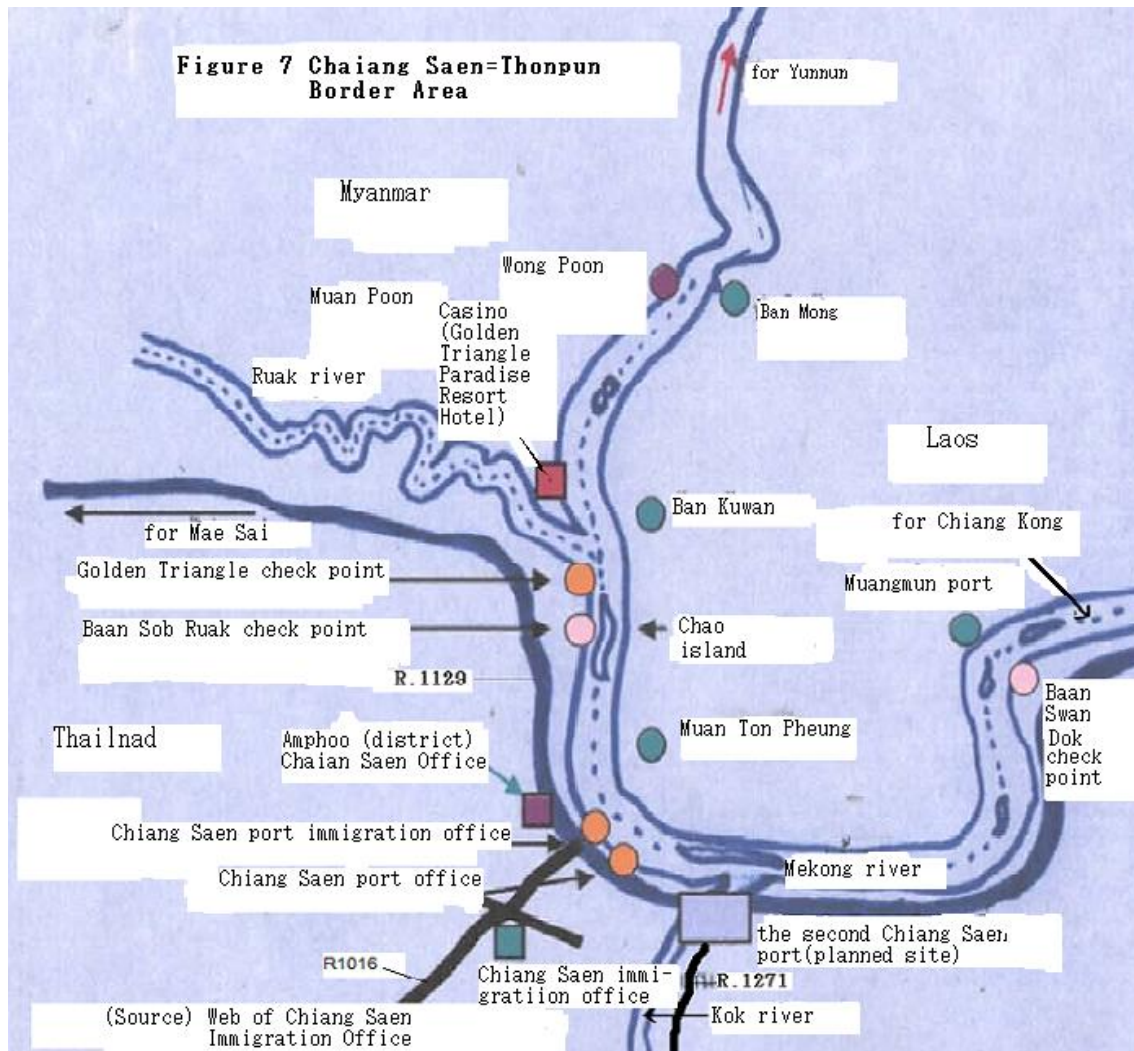 Figure 7 Chaiang Saen=Thonpun
Border Area
for Yunnun
Myanmar
Wong Poon
Muan Poon
Casino
(Golden
Triangle
Paradise
Resort
Hotel)
Ban Mong
Ruak river
Laos
Ban Kuwan
for Chiang Kong
for Mae Sai
Golden Triangle check point
Muangmun port
Baan Sob Ruak check point
Chao
island
R.1129
Baan
Swan
Dok
check
point
Thailnad
Amphoo (district)
Chaian Saen Office
Muan Ton Pheung
Chiang Saen port immigration office
Chiang Saen port office
Mekong river
the second Chiang Saen
port(planned site)
R1016
Chiang Saen immi-
gratiion office
R.1271
Kok river
(Source) Web of Chiang Saen
Immigration Office